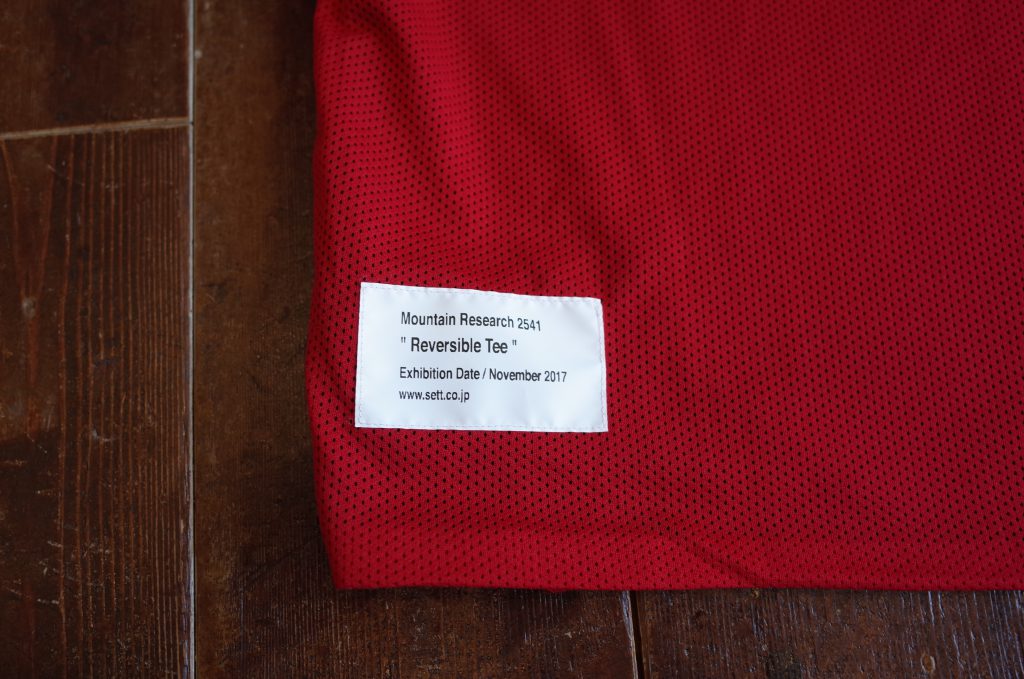 Mountain Research 2541
" Reversible Tee "
Exhibition Date / November 2017
www.sett.co.jp